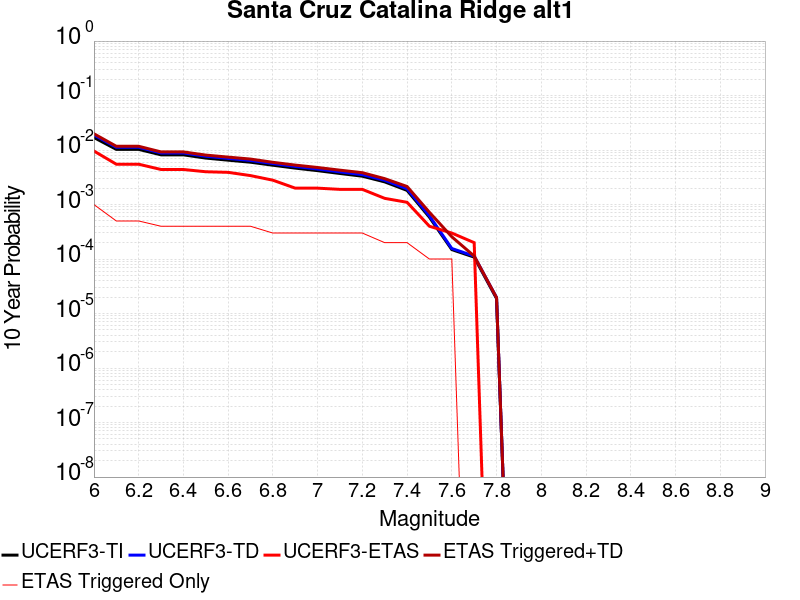 Santa Cruz Catalina Ridge alt1
10^0
10^-1
10^-2
10^-3
10^-4
10^-5
10^-6
10^-7
10^-8
10 Year Probability
6 6.2 6.4 6.6 6.8 7 7.2 7.4 7.6 7.8 8 8.2 8.4 8.6 8.8 9
Magnitude
UCERF3-TI UCERF3-TD UCERF3-ETAS ETAS Triggered+TD
ETAS Triggered Only